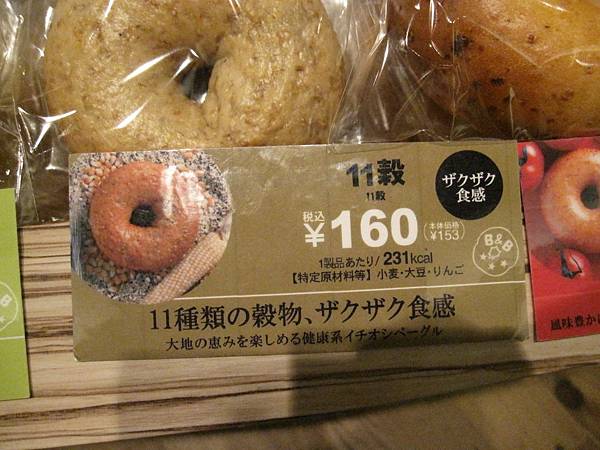 11穀
11穀
ザクザク
食感
税込
¥160
(本体価格
¥153)
1製品あたり/231kcal
【特定原材料等】小麦・大豆・りんご
B&B
11種類の穀物、ザクザク食感
大地の恵みを楽しめる健康系イチオシベーグル
風味豊か